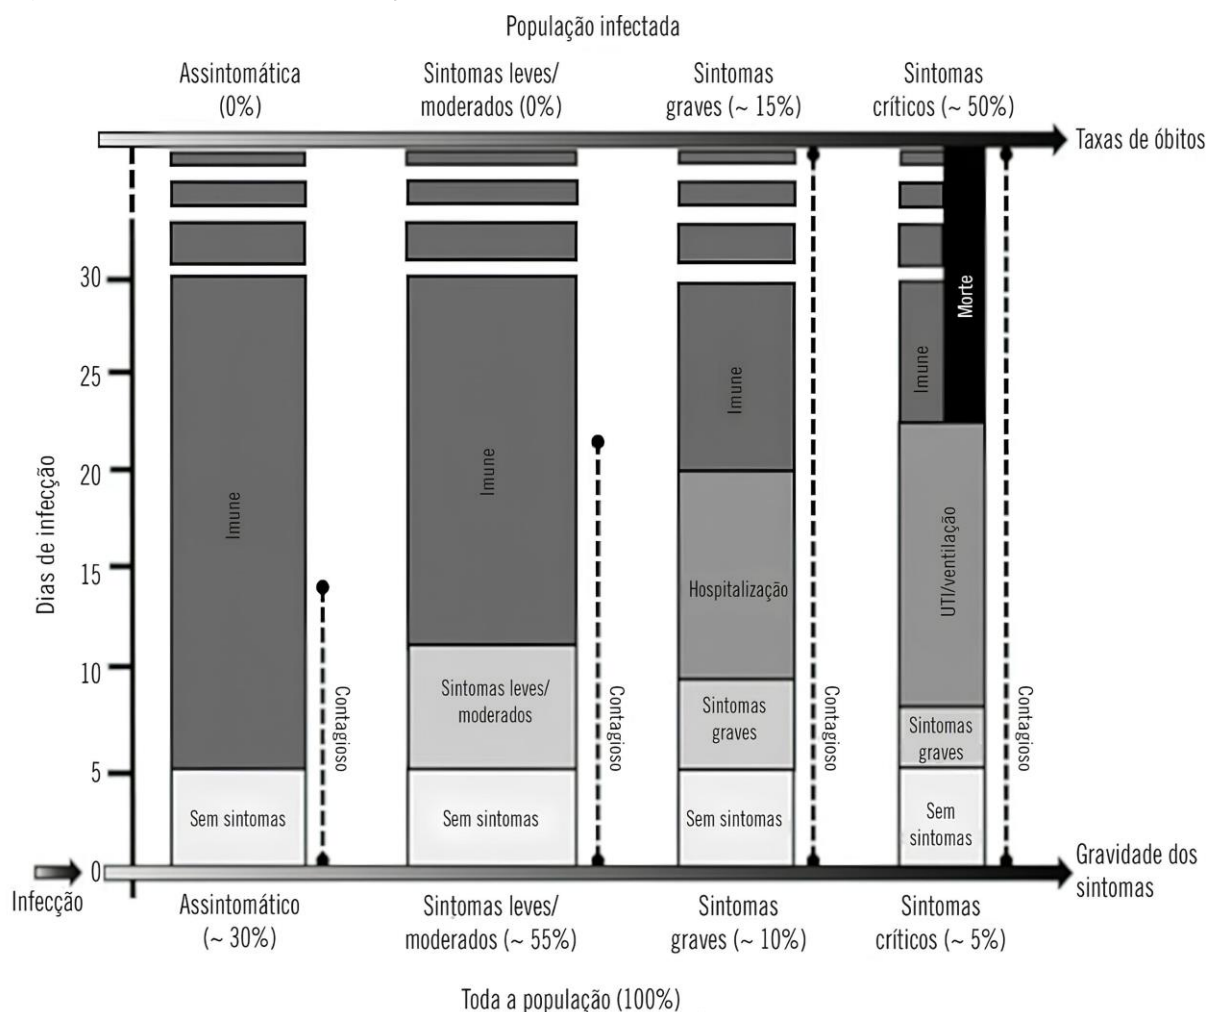 População infectada
Assintomática
(0%)
Sintomas leves/
moderados (0%)
Sintomas
graves (~ 15%)
Sintomas
críticos (~ 50%)
Taxas de óbitos
Dias de infecção
30
25
20
15
10
5
0
Imune
Sem sintomas
Contagioso
Imune
Sintomas leves/
moderados
Sem sintomas
Contagioso
Imune
Hospitalização
Sintomas
graves
Sem sintomas
Contagioso
Imune
Morte
UTI/ventilação
Sintomas
graves
Sem
sintomas
Contagioso
Infecção
Gravidade dos
sintomas
Assintomático
(~ 30%)
Sintomas leves/
moderados (~ 55%)
Sintomas
graves (~ 10%)
Sintomas
críticos (~ 5%)
Toda a população (100%)